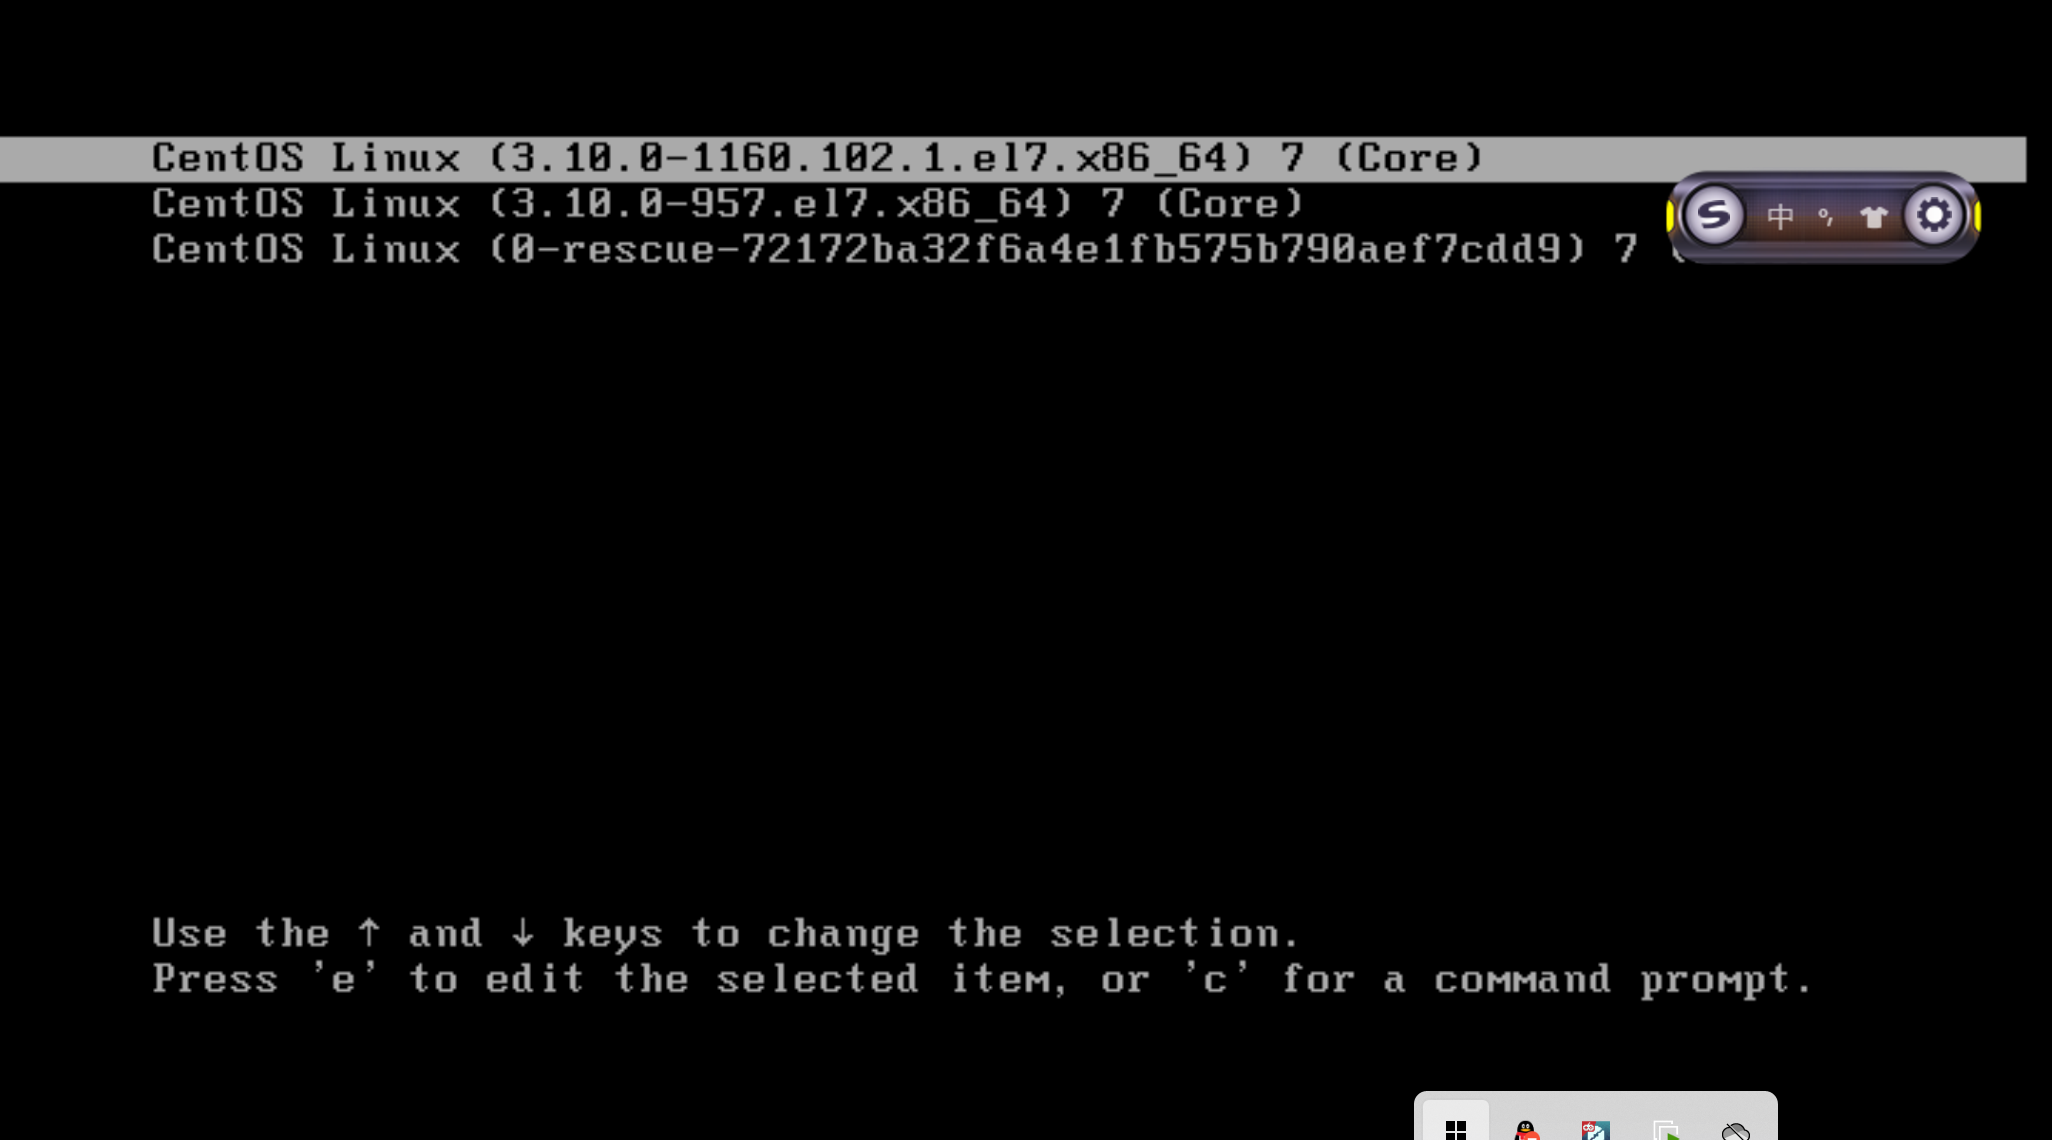 CentOS Linux (3.10.0-1160.102.1.el7.x86_64) 7 (Core)
CentOS Linux (3.10.0-957.el7.x86_64) 7 (Core)
CentOS Linux (0-rescue-72172ba32f6a4e1fb575b790aef7cdd9) 7 (
中 °,
Use the ↑ and ↓ keys to change the selection.
Press 'e' to edit the selected item, or 'c' for a command prompt.